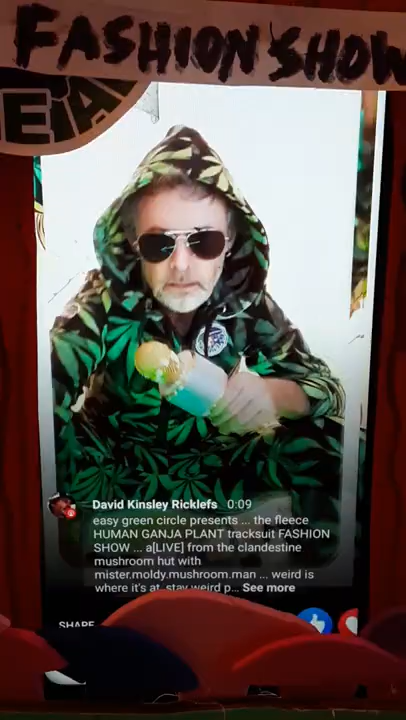 FASHION SHOW
EiA
David Kinsley Ricklefs 0:09
easy green circle presents ... the fleece
HUMAN GANJA PLANT tracksuit FASHION
SHOW ... a[LIVE] from the clandestine
mushroom hut with
mister.moldy.mushroom.man ... weird is
where it's at, stay weird p... See more
SHARE